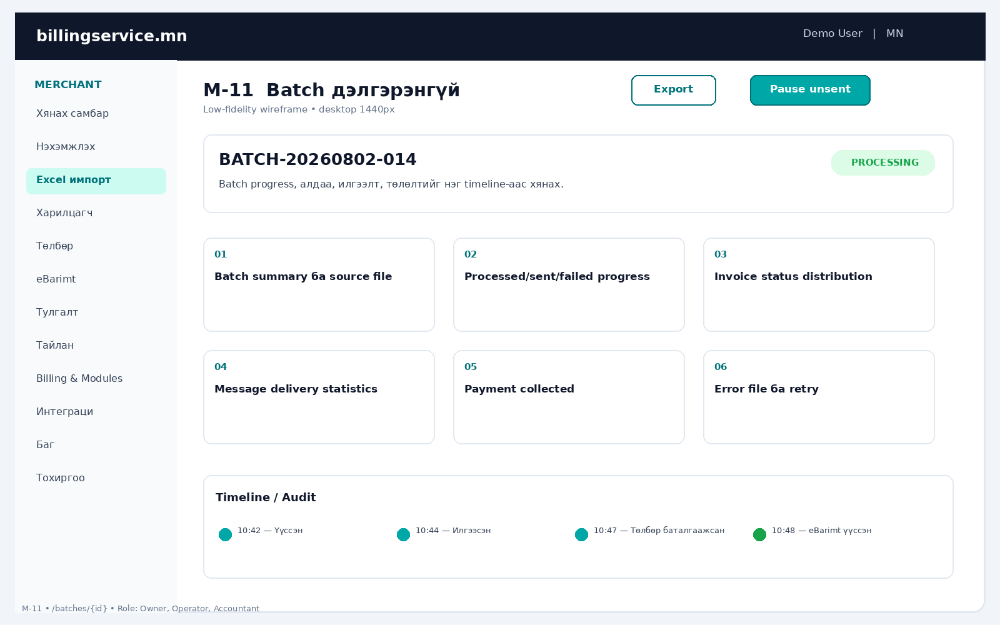 billingservice.mn
Demo User | MN
MERCHANT
Хянах самбар
Нэхэмжлэх
Excel импорт
Харилцагч
Төлбөр
eBarimt
Тулгалт
Тайлан
Billing & Modules
Интеграци
Баг
Тохиргоо
M-11 Batch дэлгэрэнгүй
Low-fidelity wireframe • desktop 1440px
Export
Pause unsent
BATCH-20260802-014
PROCESSING
Batch progress, алдаа, илгээлт, төлөлтийг нэг timeline-аас хянах.
01
Batch summary ба source file
02
Processed/sent/failed progress
03
Invoice status distribution
04
Message delivery statistics
05
Payment collected
06
Error file ба retry
Timeline / Audit
10:42 — Үүссэн
10:44 — Илгээсэн
10:47 — Төлбөр баталгаажсан
10:48 — eBarimt үүссэн
M-11 • /batches/{id} • Role: Owner, Operator, Accountant